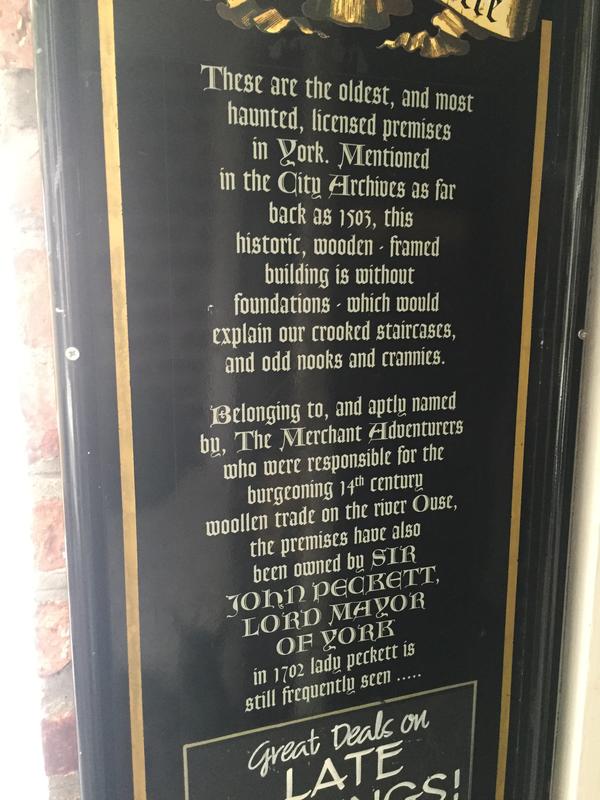 These are the oldest, and most
haunted, licensed premises
in York. Mentioned
in the City Archives as far
back as 1503, this
historic, wooden - framed
building is without
foundations - which would
explain our crooked staircases,
and odd nooks and crannies.
Belonging to, and aptly named
by, The Merchant Adventurers
who were responsible for the
burgeoning 14th century
woollen trade on the river Ouse,
the premises have also
been owned by SIR
JOHN PECKETT,
LORD MAYOR
OF YORK
in 1702 lady peckett is
still frequently seen .....
Great Deals on
LATE